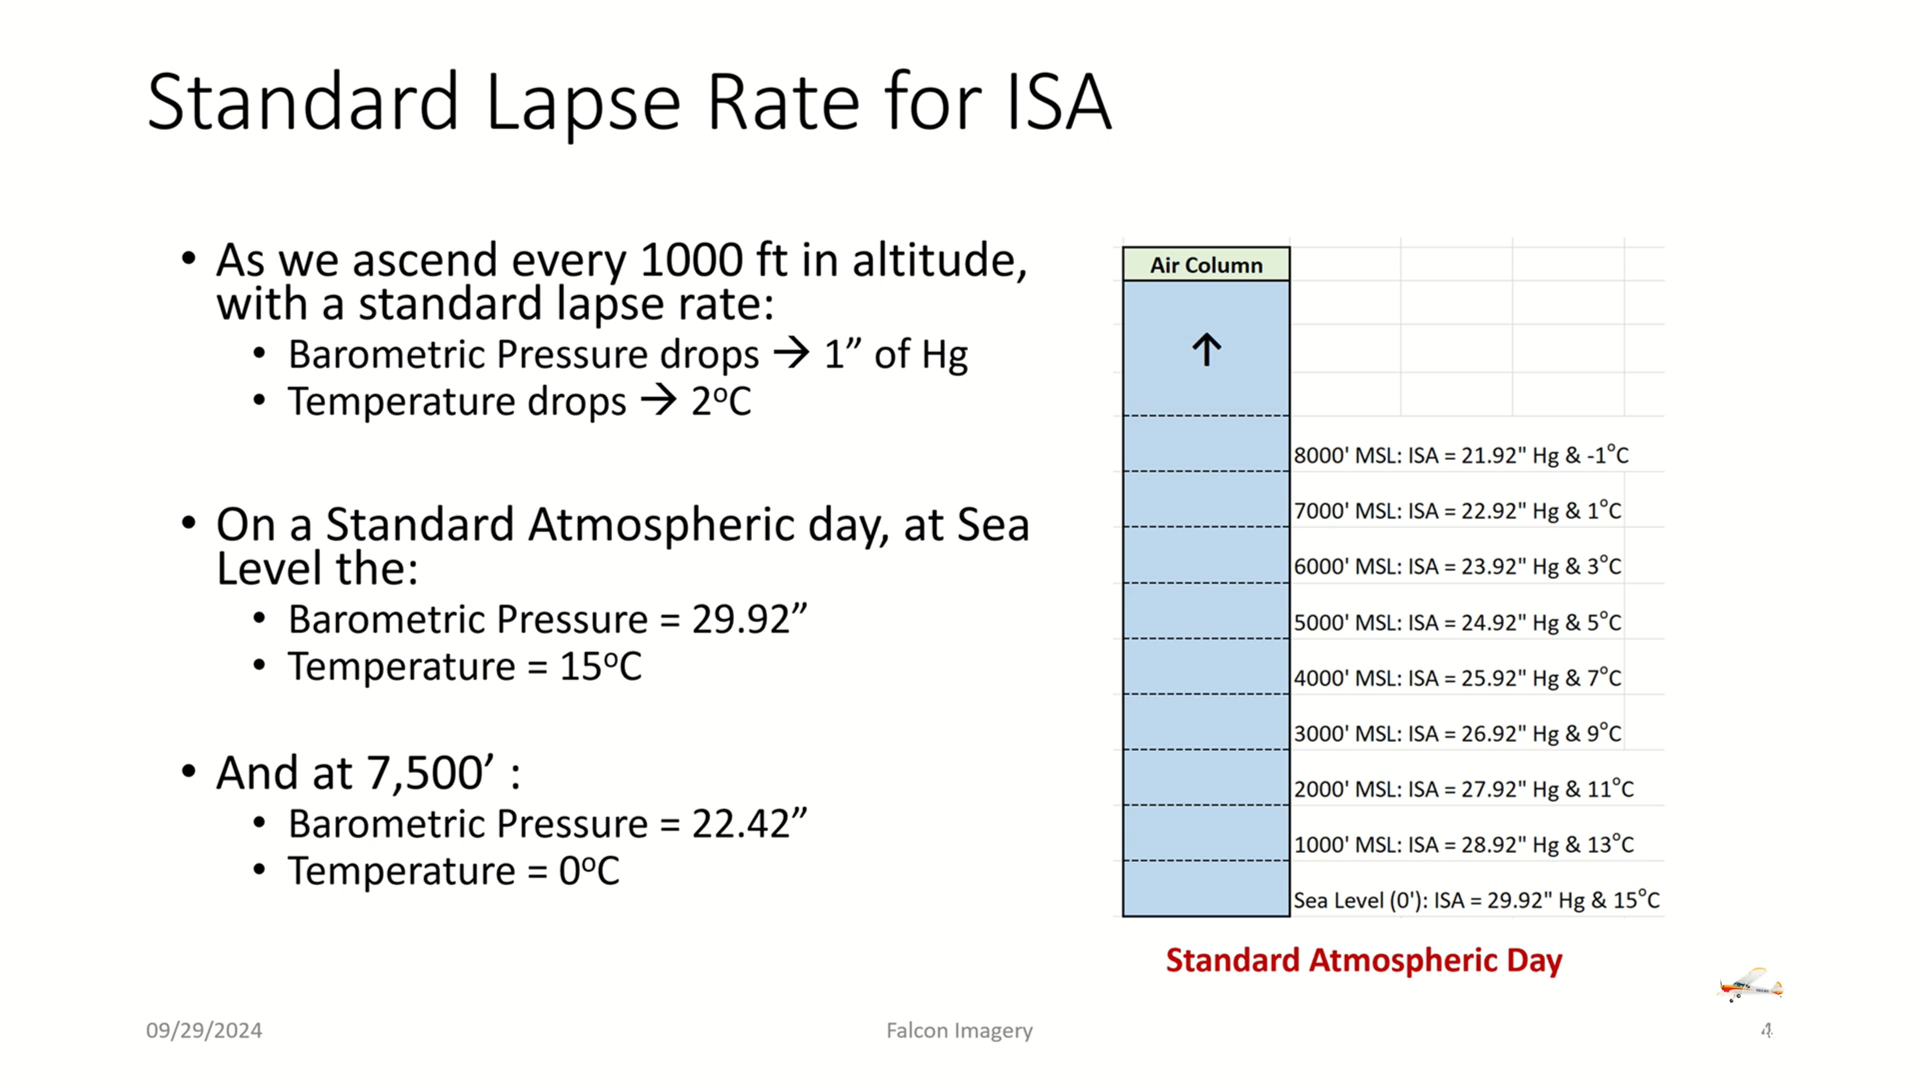 Standard Lapse Rate for ISA
• As we ascend every 1000 ft in altitude,
with a standard lapse rate:
• Barometric Pressure drops → 1” of Hg
• Temperature drops → 2ᵒC
• On a Standard Atmospheric day, at Sea
Level the:
• Barometric Pressure = 29.92”
• Temperature = 15ᵒC
• And at 7,500’ :
• Barometric Pressure = 22.42”
• Temperature = 0ᵒC
Air Column
↑
8000' MSL: ISA = 21.92" Hg & -1°C
7000' MSL: ISA = 22.92" Hg & 1°C
6000' MSL: ISA = 23.92" Hg & 3°C
5000' MSL: ISA = 24.92" Hg & 5°C
4000' MSL: ISA = 25.92" Hg & 7°C
3000' MSL: ISA = 26.92" Hg & 9°C
2000' MSL: ISA = 27.92" Hg & 11°C
1000' MSL: ISA = 28.92" Hg & 13°C
Sea Level (0'): ISA = 29.92" Hg & 15°C
Standard Atmospheric Day
09/29/2024
Falcon Imagery